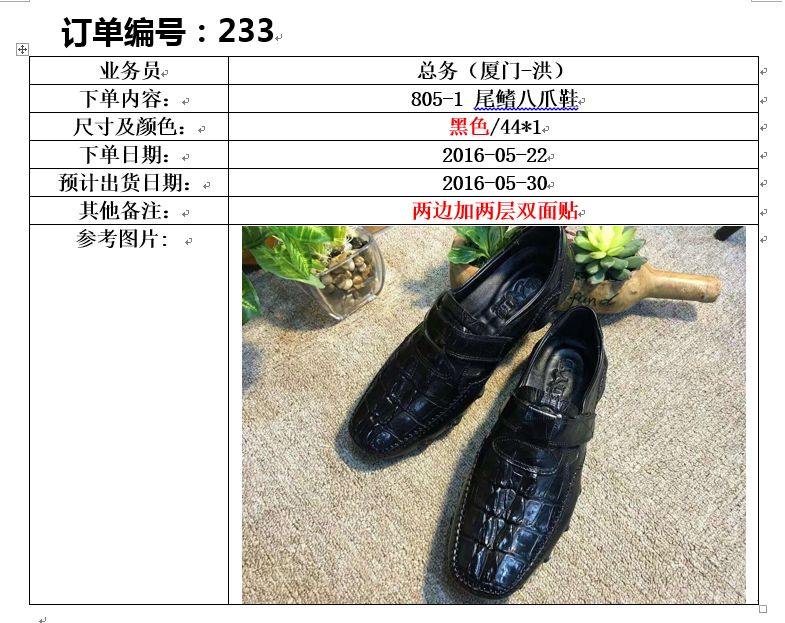 订单编号：233
业务员
总务（厦门-洪）
下单内容：
805-1 尾鳍八爪鞋
尺寸及颜色：
黑色/44*1
下单日期：
2016-05-22
预计出货日期：
2016-05-30
其他备注：
两边加两层双面贴
参考图片:
fund